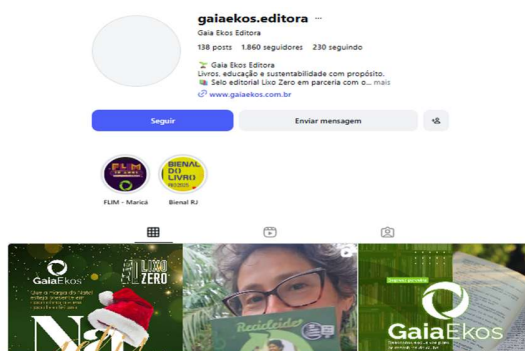 gaiaekos.editora ...
Gaia Ekos Editora
138 posts 1.860 seguidores 230 seguindo
Gaia Ekos Editora
Livros, educação e sustentabilidade com propósito.
Selo editorial Lixo Zero em parceria com o... mais
www.gaiaekos.com.br
Seguir
Enviar mensagem
FLIM
BIENAL
DO
LIVRO
FLIM - Maricá
Bienal RJ
GaiaEkos
LIXO
ZERO
Na
Recicleido
GaiaEkos